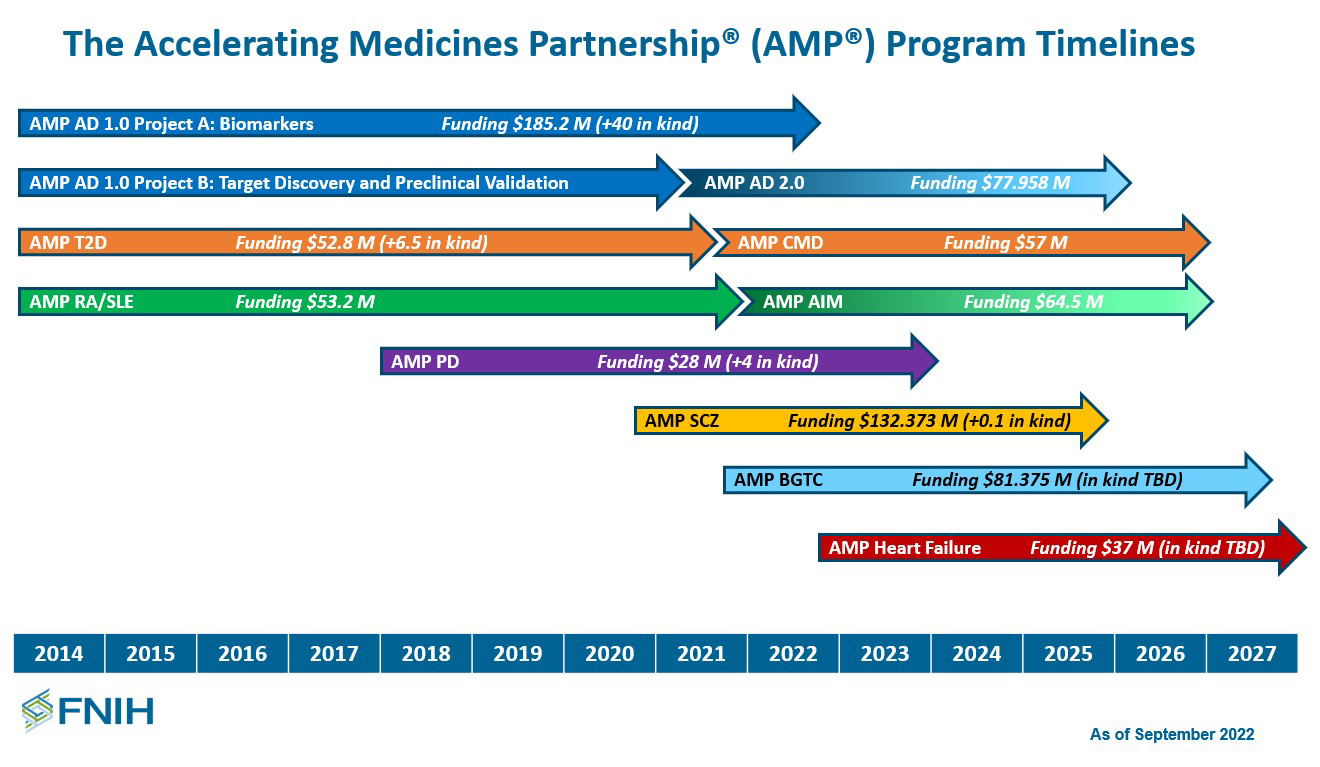 The Accelerating Medicines Partnership® (AMP®) Program Timelines
AMP AD 1.0 Project A: Biomarkers Funding $185.2 M (+40 in kind)
AMP AD 1.0 Project B: Target Discovery and Preclinical Validation AMP AD 2.0 Funding $77.958 M
AMP T2D Funding $52.8 M (+6.5 in kind) AMP CMD Funding $57 M
AMP RA/SLE Funding $53.2 M AMP AIM Funding $64.5 M
AMP PD Funding $28 M (+4 in kind)
AMP SCZ Funding $132.373 M (+0.1 in kind)
AMP BGTC Funding $81.375 M (in kind TBD)
AMP Heart Failure Funding $37 M (in kind TBD)
2014 2015 2016 2017 2018 2019 2020 2021 2022 2023 2024 2025 2026 2027
FNIH
As of September 2022